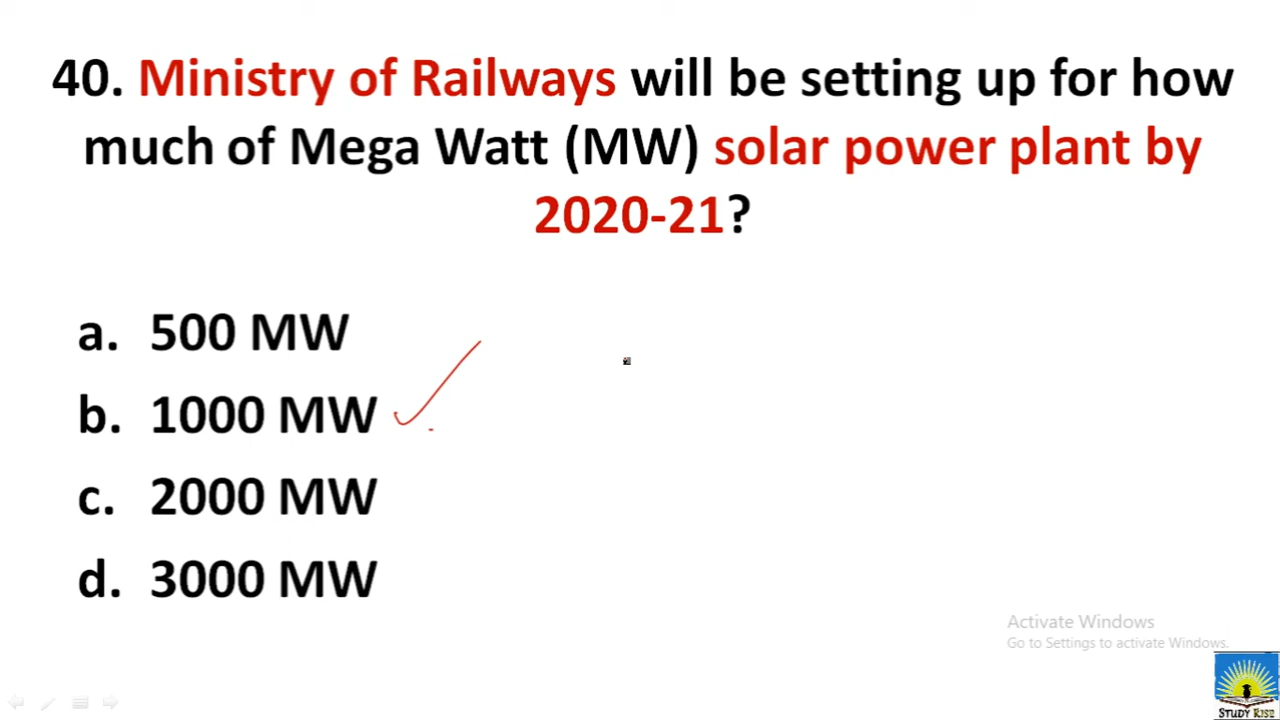 40. Ministry of Railways will be setting up for how
much of Mega Watt (MW) solar power plant by
2020-21?
a. 500 MW
b. 1000 MW
c. 2000 MW
d. 3000 MW
Activate Windows
Go to Settings to activate Windows.
STUDY RISE